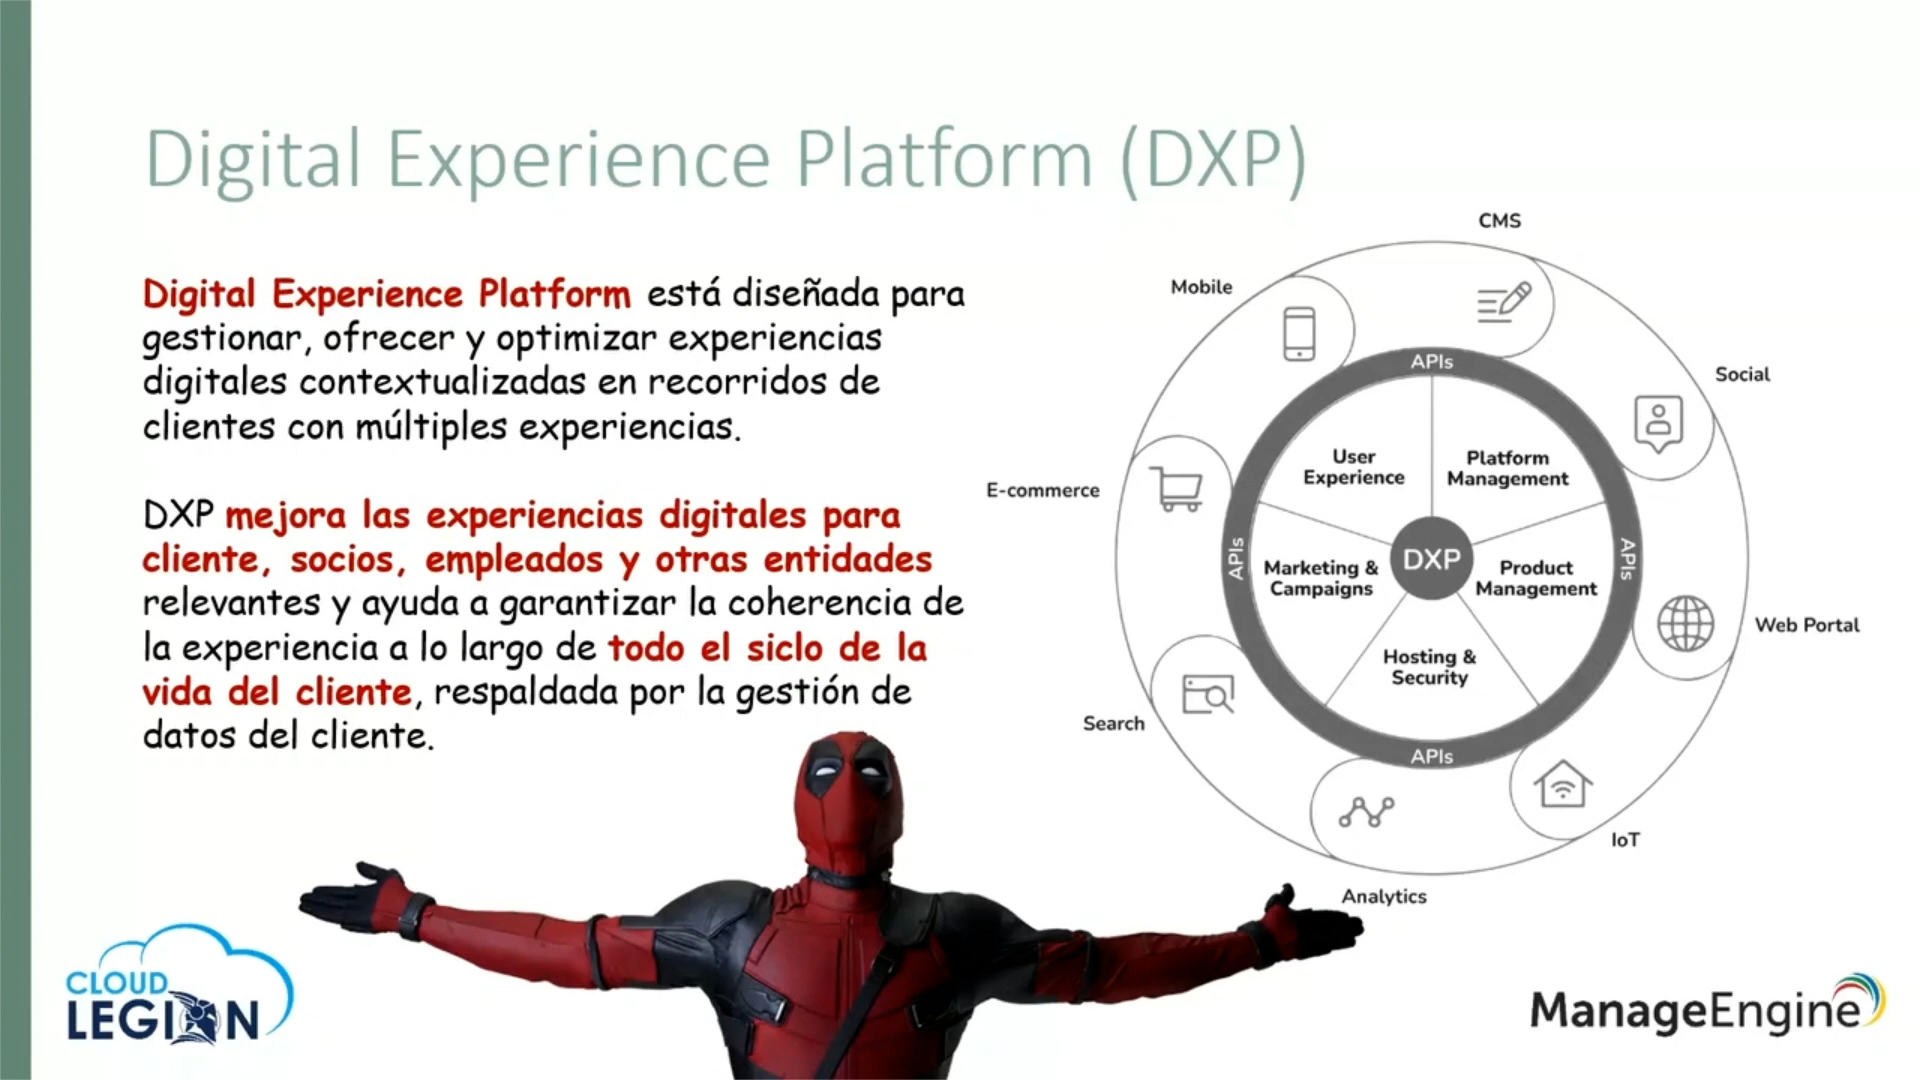 Digital Experience Platform (DXP)
Digital Experience Platform está diseñada para
gestionar, ofrecer y optimizar experiencias
digitales contextualizadas en recorridos de
clientes con múltiples experiencias.
DXP mejora las experiencias digitales para
cliente, socios, empleados y otras entidades
relevantes y ayuda a garantizar la coherencia de
la experiencia a lo largo de todo el siclo de la
vida del cliente, respaldada por la gestión de
datos del cliente.
CMS
Mobile
Social
E-commerce
Web Portal
Search
IoT
Analytics
APIs
APIs
APIs
APIs
User
Experience
Platform
Management
Marketing &
Campaigns
DXP
Product
Management
Hosting &
Security
CLOUD
LEGION
ManageEngine